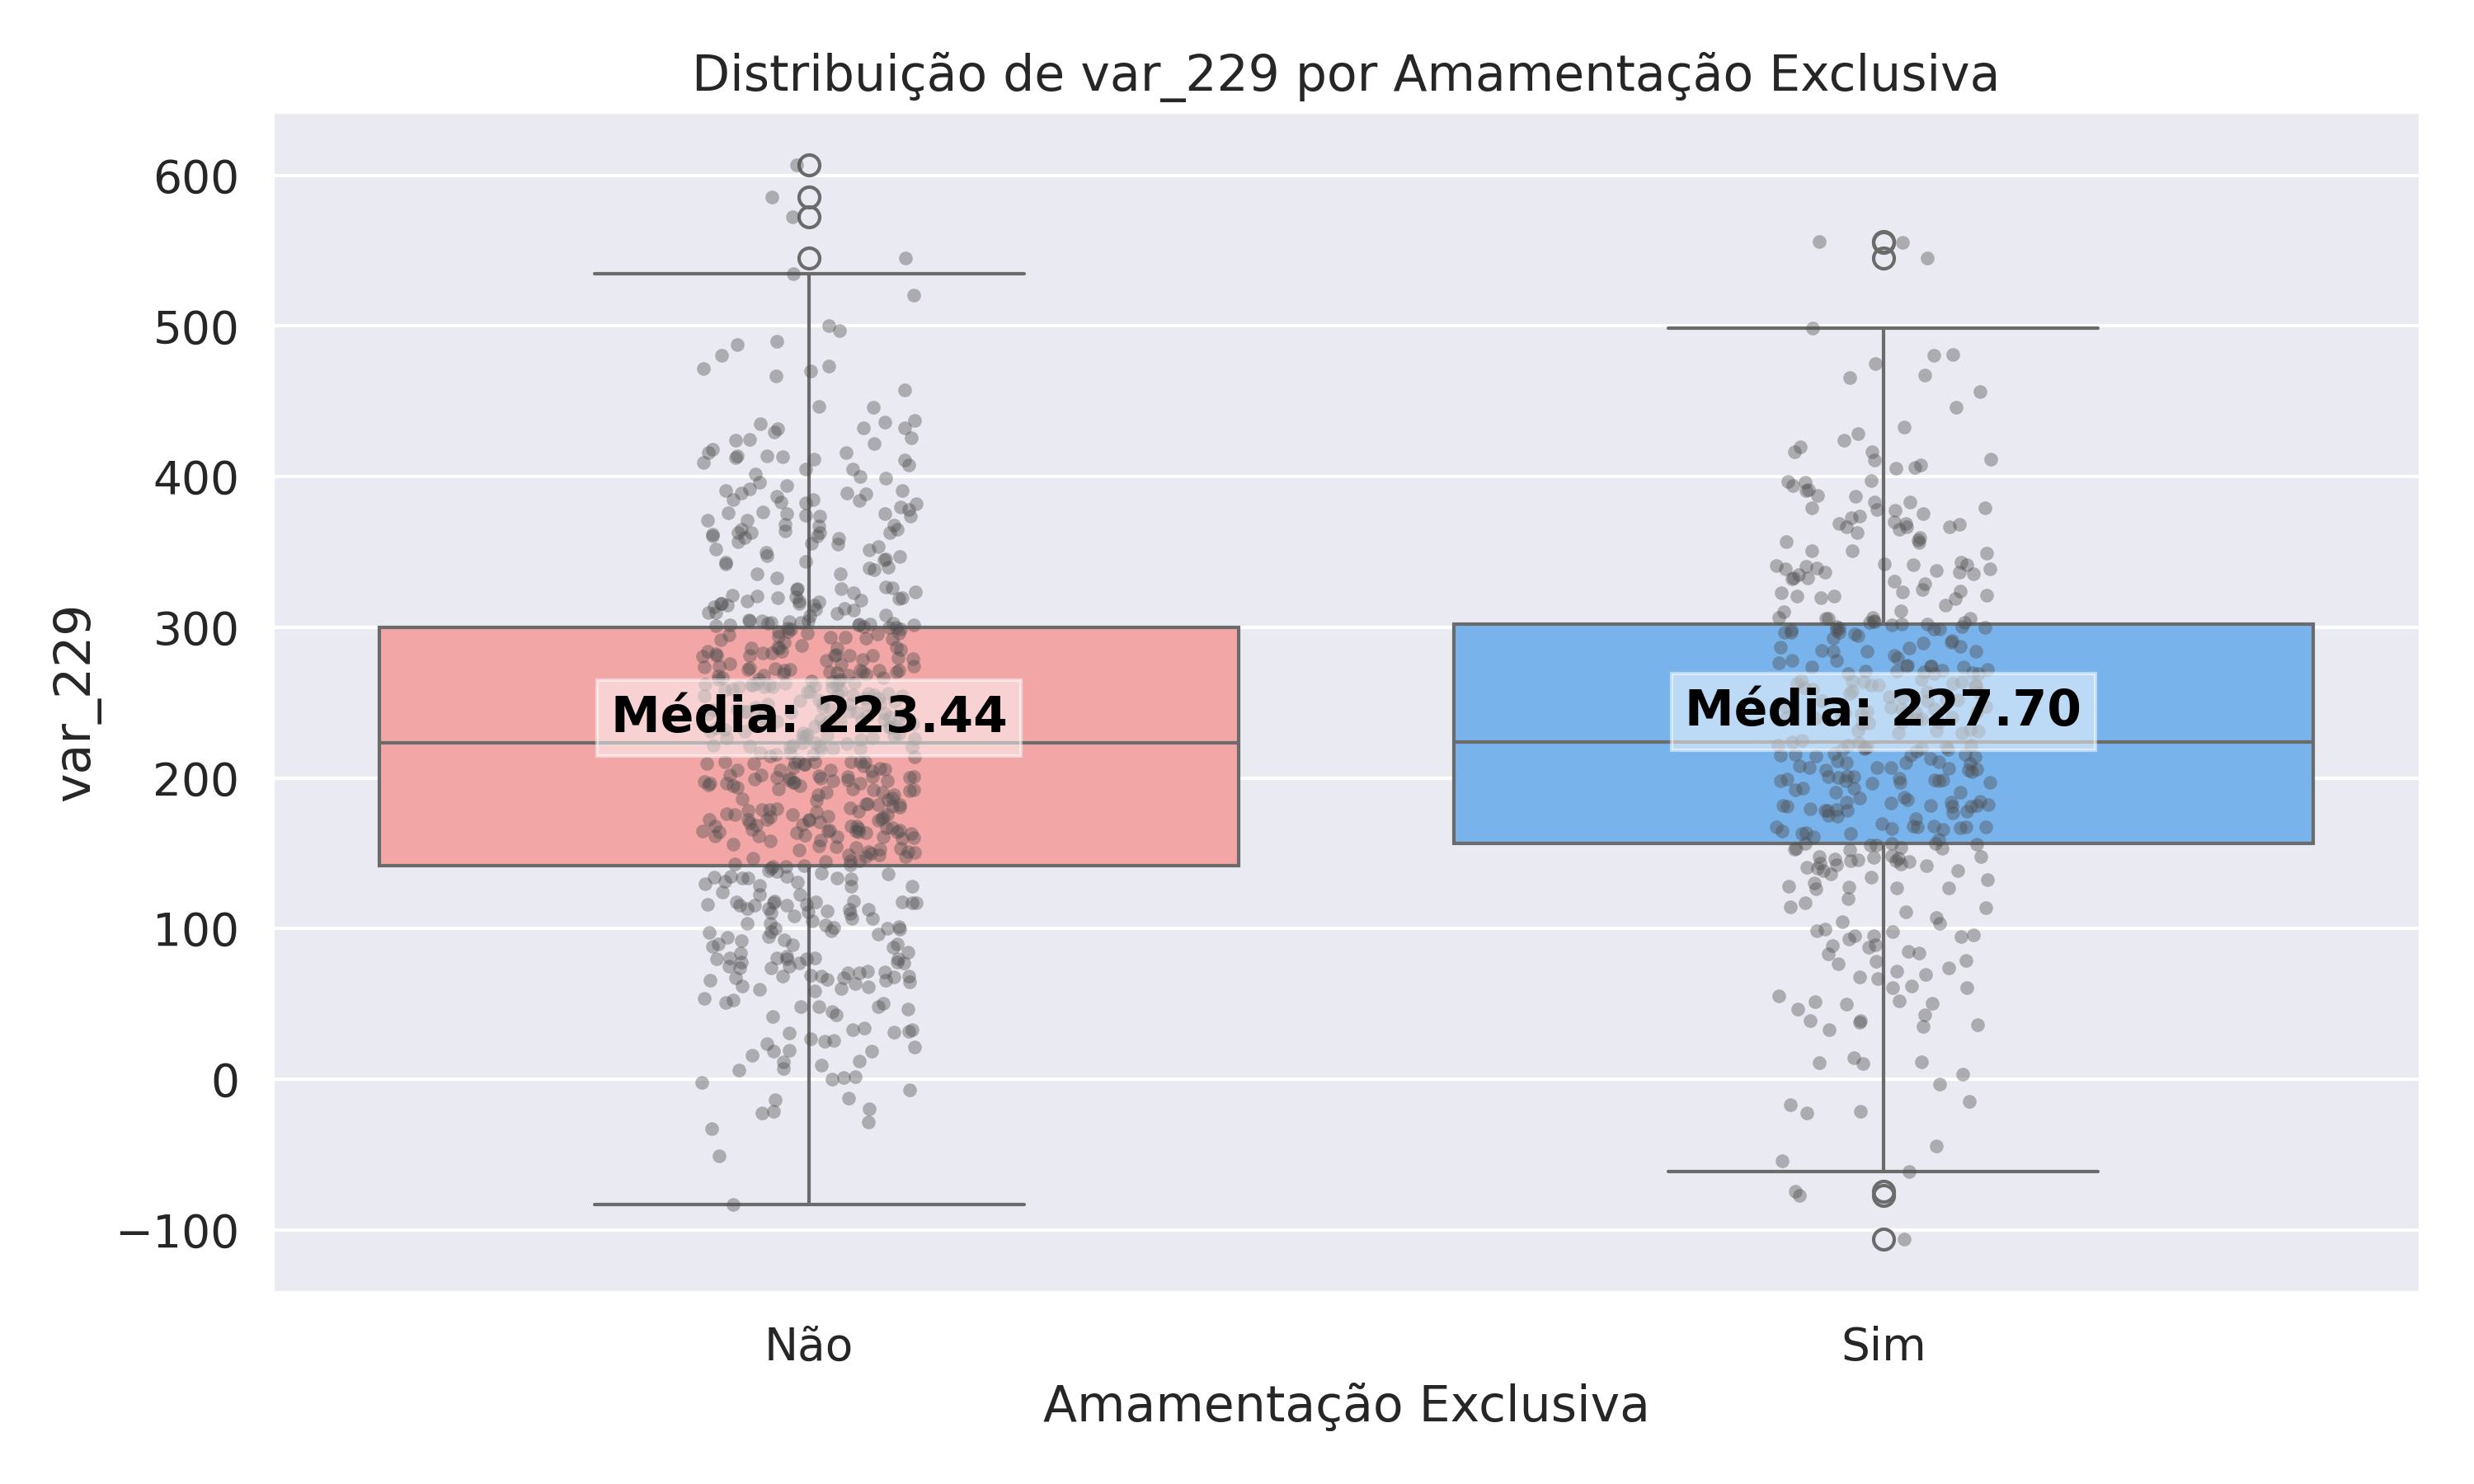 Distribuição de var_229 por Amamentação Exclusiva
600
500
400
300
200
100
0
−100
var_229
Média: 223.44
Média: 227.70
Não
Sim
Amamentação Exclusiva